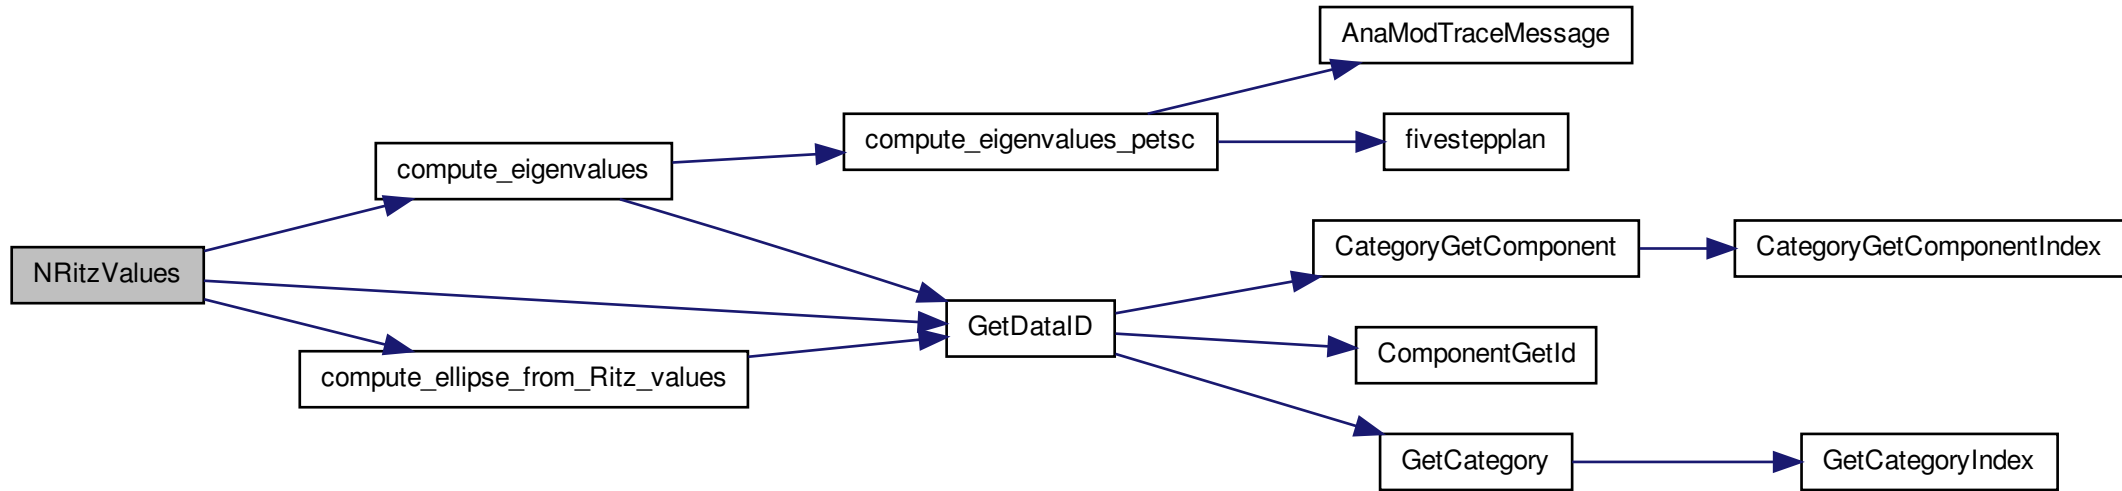 AnaModTraceMessage
compute_eigenvalues_petsc
fivestepplan
compute_eigenvalues
CategoryGetComponent
CategoryGetComponentIndex
NRitzValues
GetDataID
ComponentGetId
compute_ellipse_from_Ritz_values
GetCategory
GetCategoryIndex